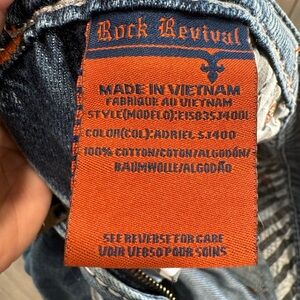 Rock Revival
MADE IN VIETNAM
FABRIQUE AU VIETNAM
STYLE(MODELO):EJ5835SJ400L
COLOR(COL):ADRIEL SJ400
100% COTTON/COTON/ALGODÓN/
BAUMWOLLE/ALGODÃO
SEE REVERSE FOR CARE
VOIR VERSO POUR SOINS